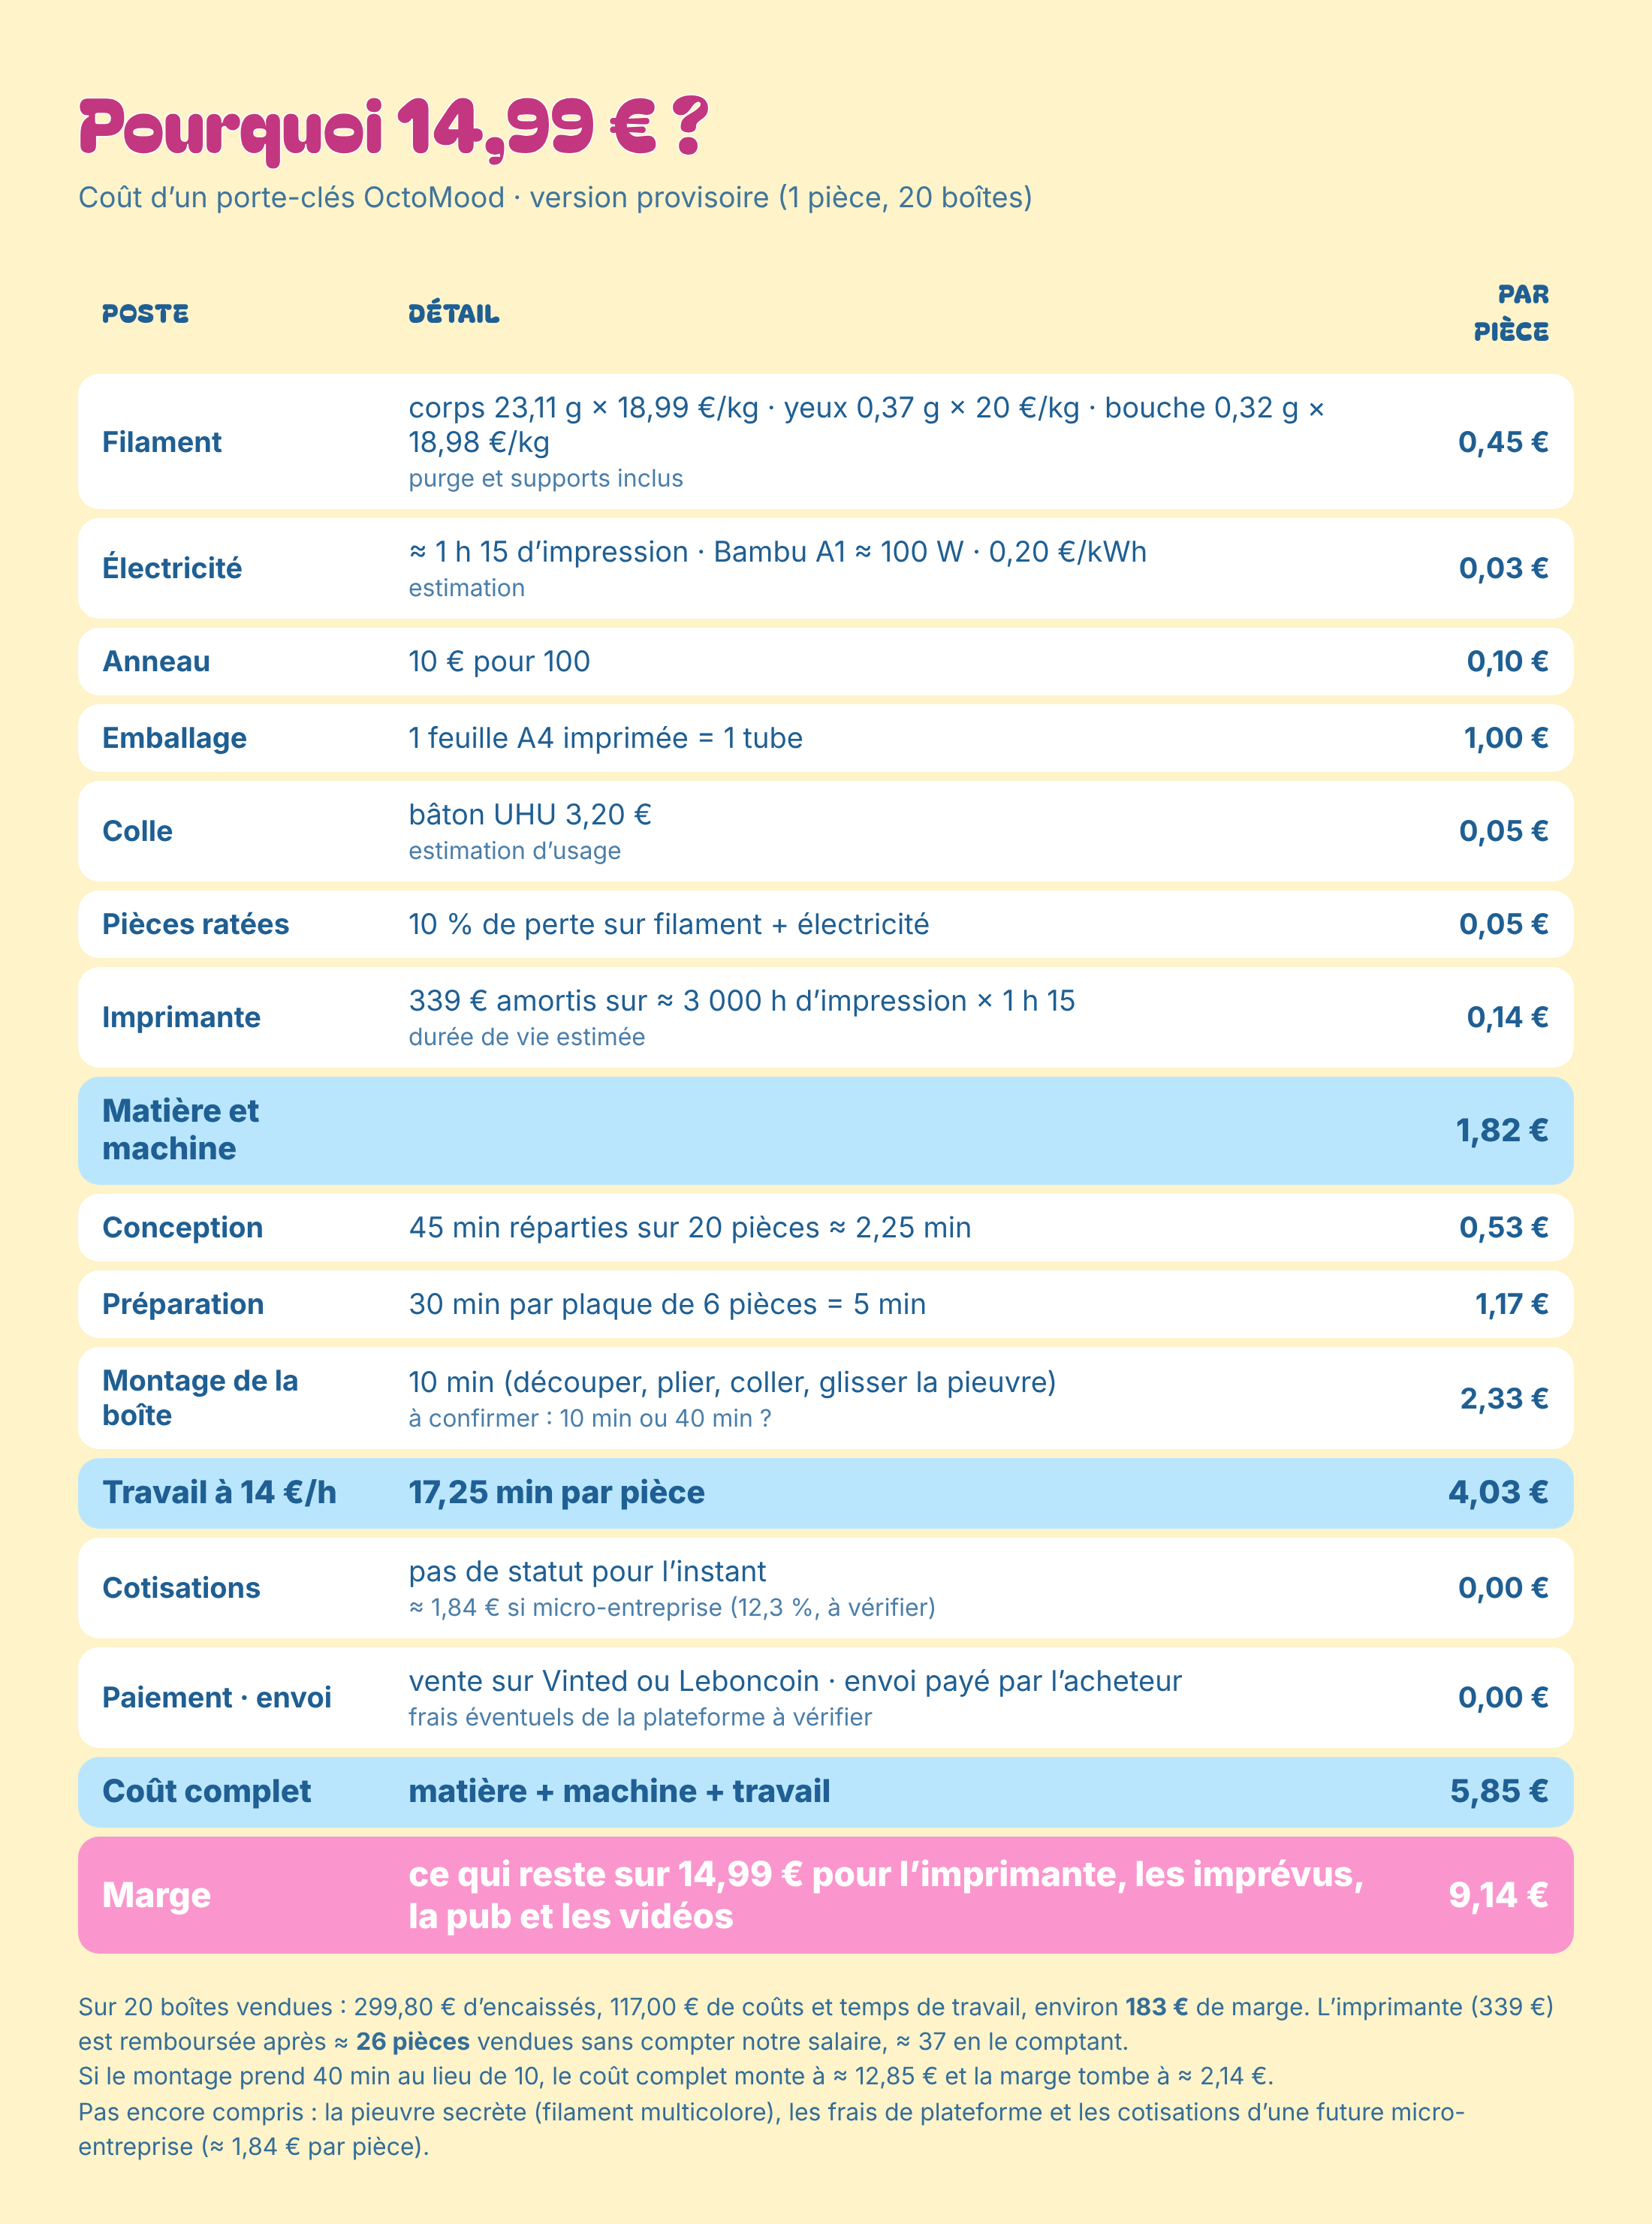 Pourquoi 14,99 € ?
Coût d’un porte-clés OctoMood · version provisoire (1 pièce, 20 boîtes)
POSTE DÉTAIL PAR
PIÈCE
Filament corps 23,11 g × 18,99 €/kg · yeux 0,37 g × 20 €/kg · bouche 0,32 g ×
18,98 €/kg 0,45 €
purge et supports inclus
Électricité ≈ 1 h 15 d’impression · Bambu A1 ≈ 100 W · 0,20 €/kWh 0,03 €
estimation
Anneau 10 € pour 100 0,10 €
Emballage 1 feuille A4 imprimée = 1 tube 1,00 €
Colle bâton UHU 3,20 € 0,05 €
estimation d’usage
Pièces ratées 10 % de perte sur filament + électricité 0,05 €
Imprimante 339 € amortis sur ≈ 3 000 h d’impression × 1 h 15 0,14 €
durée de vie estimée
Matière et
machine 1,82 €
Conception 45 min réparties sur 20 pièces ≈ 2,25 min 0,53 €
Préparation 30 min par plaque de 6 pièces = 5 min 1,17 €
Montage de la
boîte 10 min (découper, plier, coller, glisser la pieuvre) 2,33 €
à confirmer : 10 min ou 40 min ?
Travail à 14 €/h 17,25 min par pièce 4,03 €
Cotisations pas de statut pour l’instant 0,00 €
≈ 1,84 € si micro-entreprise (12,3 %, à vérifier)
Paiement · envoi vente sur Vinted ou Leboncoin · envoi payé par l’acheteur 0,00 €
frais éventuels de la plateforme à vérifier
Coût complet matière + machine + travail 5,85 €
Marge ce qui reste sur 14,99 € pour l’imprimante, les imprévus,
la pub et les vidéos 9,14 €
Sur 20 boîtes vendues : 299,80 € d’encaissés, 117,00 € de coûts et temps de travail, environ 183 € de marge. L’imprimante (339 €)
est remboursée après ≈ 26 pièces vendues sans compter notre salaire, ≈ 37 en le comptant.
Si le montage prend 40 min au lieu de 10, le coût complet monte à ≈ 12,85 € et la marge tombe à ≈ 2,14 €.
Pas encore compris : la pieuvre secrète (filament multicolore), les frais de plateforme et les cotisations d’une future micro-
entreprise (≈ 1,84 € par pièce).